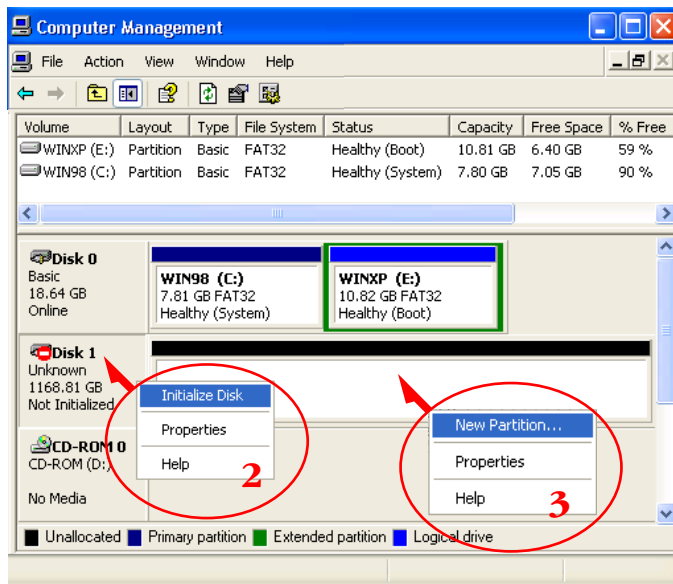 Computer Management
File Action View Window Help
Volume Layout Type File System Status Capacity Free Space % Free
WINXP (E:) Partition Basic FAT32 Healthy (Boot) 10.81 GB 6.40 GB 59 %
WIN98 (C:) Partition Basic FAT32 Healthy (System) 7.80 GB 7.05 GB 90 %
Disk 0
Basic
18.64 GB
Online
WIN98 (C:)
7.81 GB FAT32
Healthy (System)
WINXP (E:)
10.82 GB FAT32
Healthy (Boot)
Disk 1
Unknown
1168.81 GB
Not Initialized
Initialize Disk
Properties
Help
2
New Partition...
Properties
Help
3
CD-ROM 0
CD-ROM (D:)
No Media
Unallocated Primary partition Extended partition Logical drive